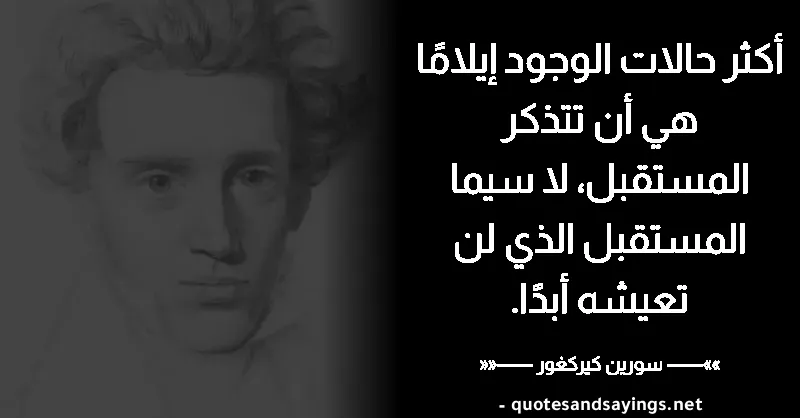 أكثر حالات الوجود إيلامًا
هي أن تتذكر
المستقبل، لا سيما
المستقبل الذي لن
تعيشه أبدًا.
»»—— سورين كيركغور ——««
- quotesandsayings.net